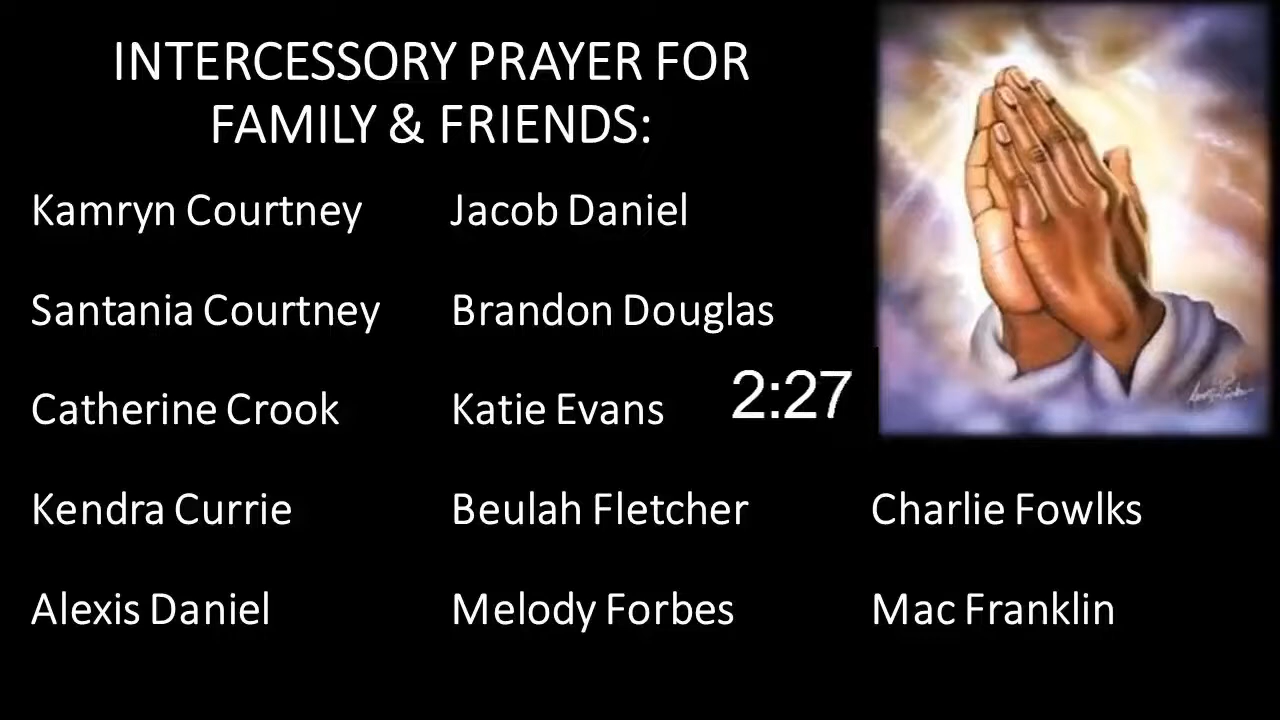 INTERCESSORY PRAYER FOR
FAMILY & FRIENDS:
Kamryn Courtney
Santania Courtney
Catherine Crook
Kendra Currie
Alexis Daniel
Jacob Daniel
Brandon Douglas
Katie Evans
Beulah Fletcher
Melody Forbes
2:27
Charlie Fowlks
Mac Franklin